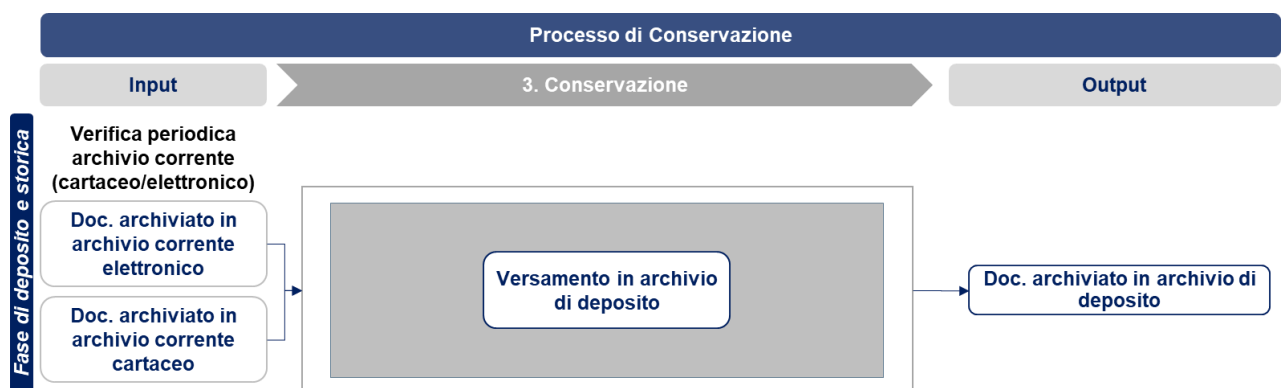 Processo di Conservazione
Input
3. Conservazione
Output
Fase di deposito e storica
Verifica periodica
archivio corrente
(cartaceo/elettronico)
Doc. archiviato in
archivio corrente
elettronico
Doc. archiviato in
archivio corrente
cartaceo
Versamento in archivio
di deposito
Doc. archiviato in archivio di
deposito